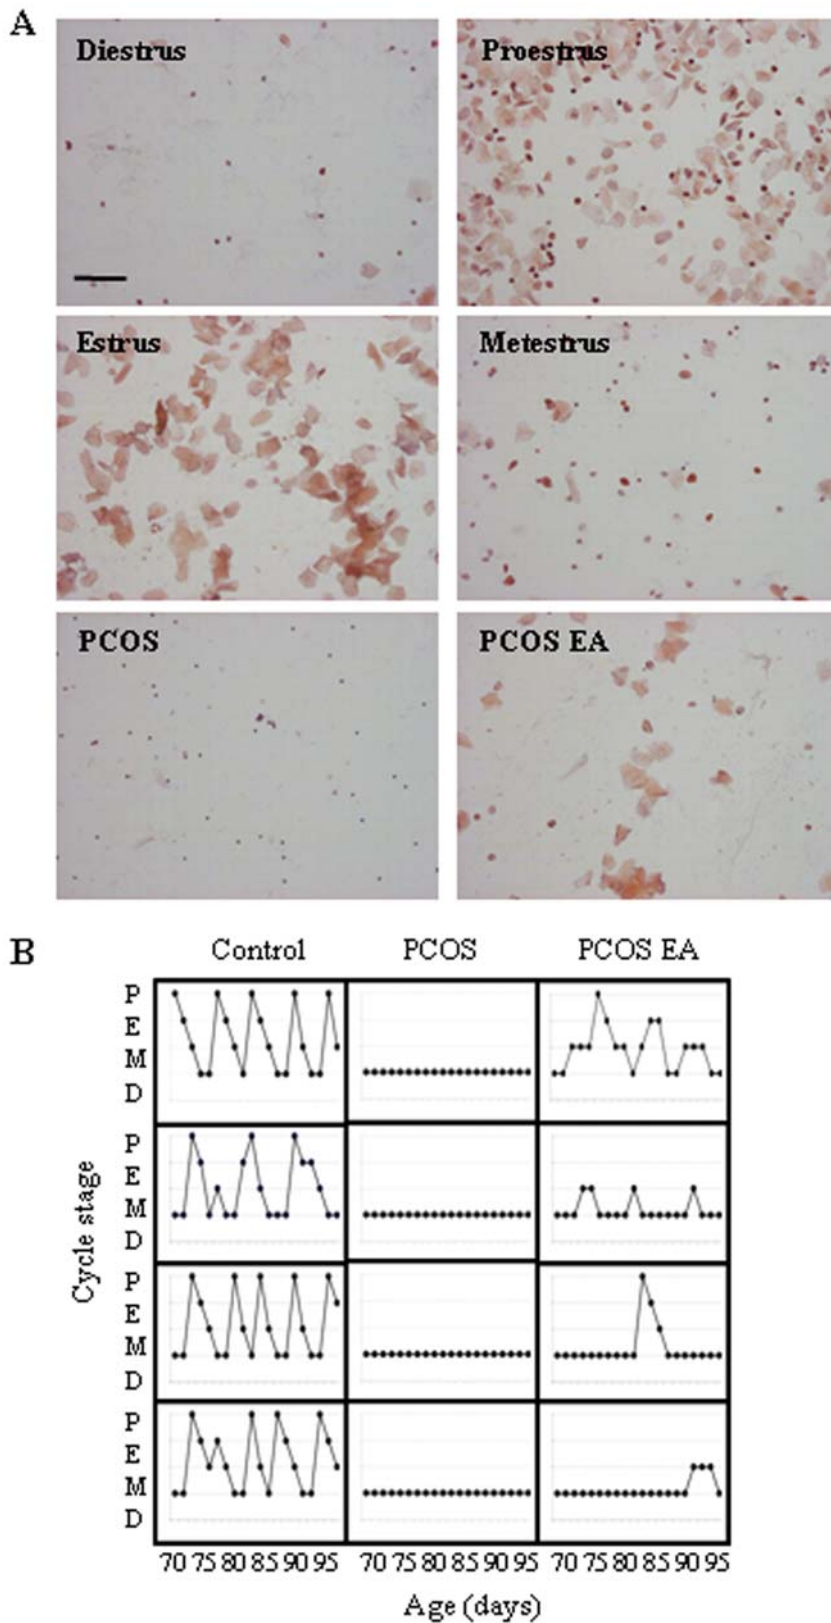 A
Diestrus
Proestrus
Estrus
Metestrus
PCOS
PCOS EA
B
Control PCOS PCOS EA
Cycle stage
P
E
M
D
P
E
M
D
P
E
M
D
P
E
M
D
70 75 80 85 90 95 70 75 80 85 90 95 70 75 80 85 90 95
Age (days)